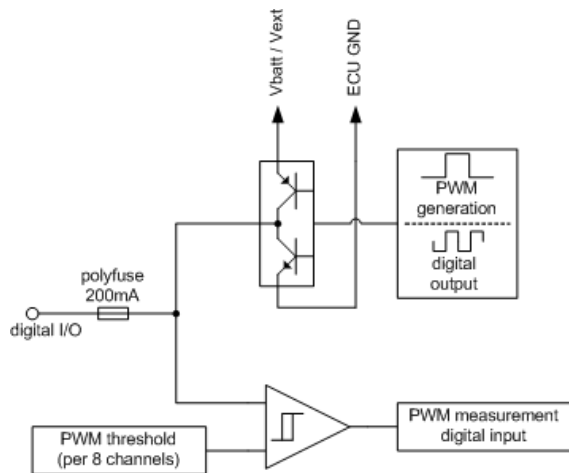 Vbatt / Vext
ECU GND
PWM
generation
digital
output
polyfuse
200mA
digital I/O
PWM threshold
(per 8 channels)
PWM measurement
digital input